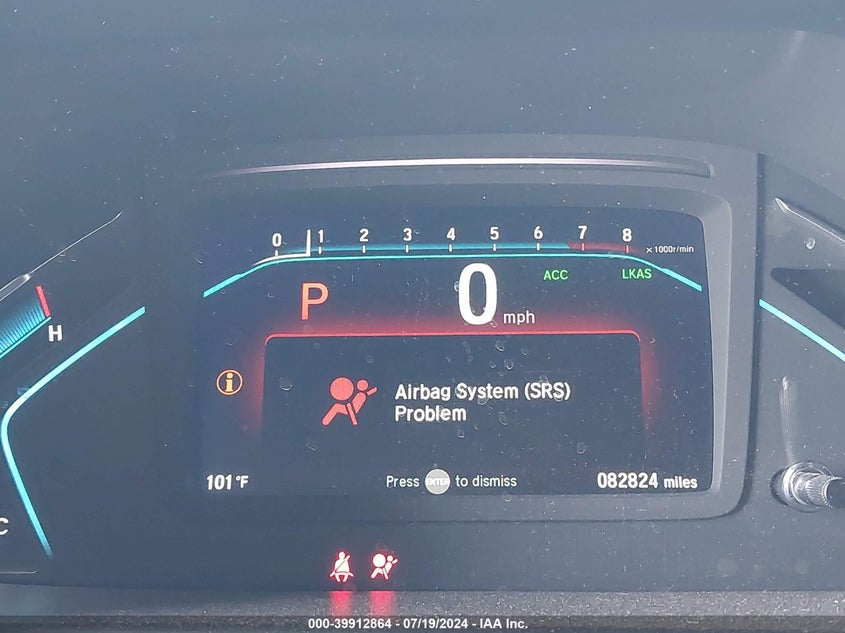 0 1 2 3 4 5 6 7 8 x 1000r/min
ACC LKAS
P 0 mph
H
Airbag System (SRS)
Problem
101°F Press ENTER to dismiss 082824 miles
C
000-39912864 - 07/19/2024 - IAA Inc.